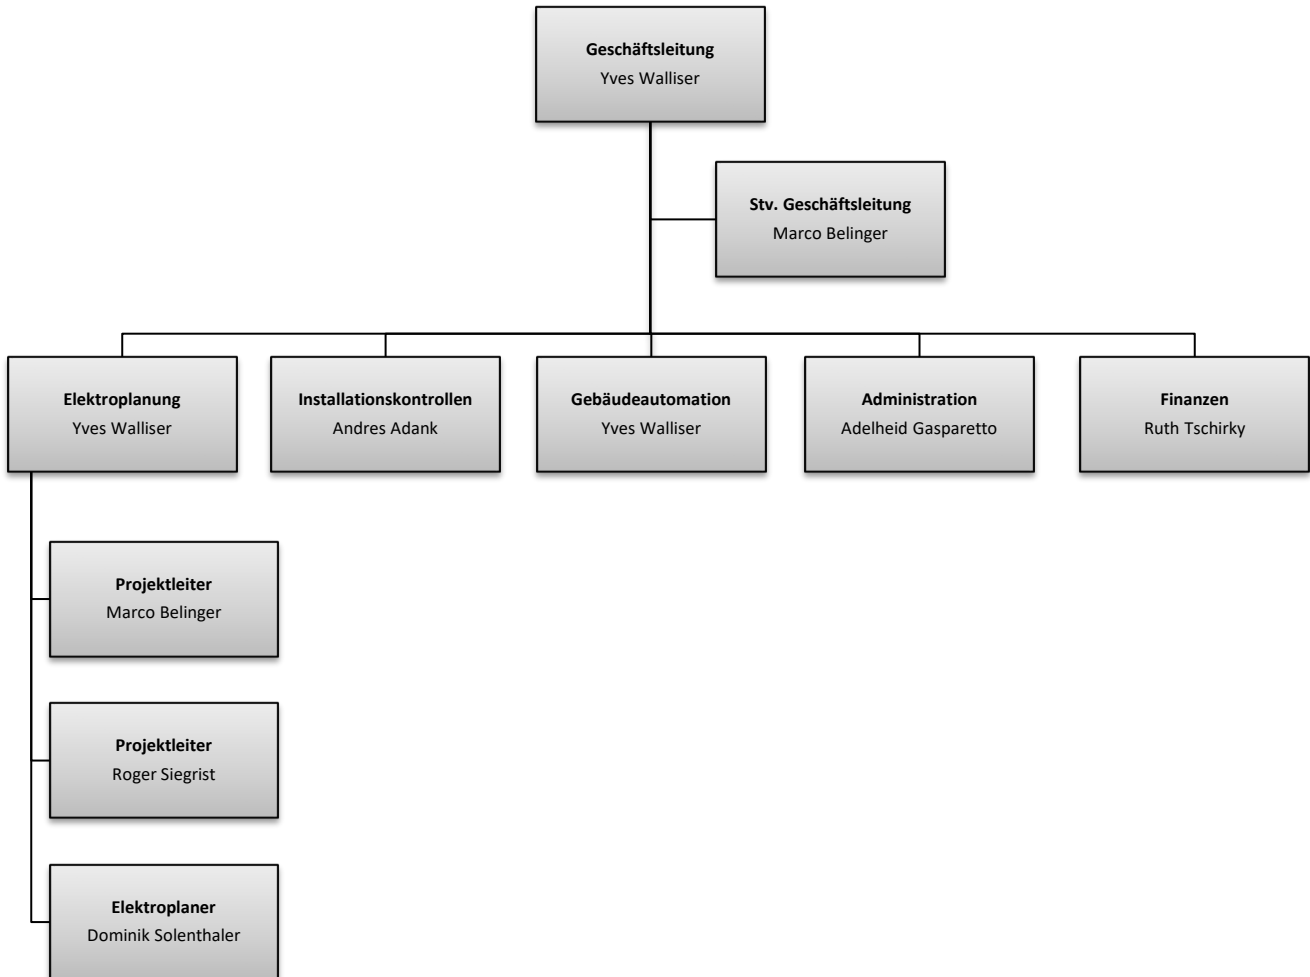 Geschäftsleitung
Yves Walliser
Stv. Geschäftsleitung
Marco Belinger
Elektroplanung
Yves Walliser
Installationskontrollen
Andres Adank
Gebäudeautomation
Yves Walliser
Administration
Adelheid Gasparetto
Finanzen
Ruth Tschirky
Projektleiter
Marco Belinger
Projektleiter
Roger Siegrist
Elektroplaner
Dominik Solenthaler